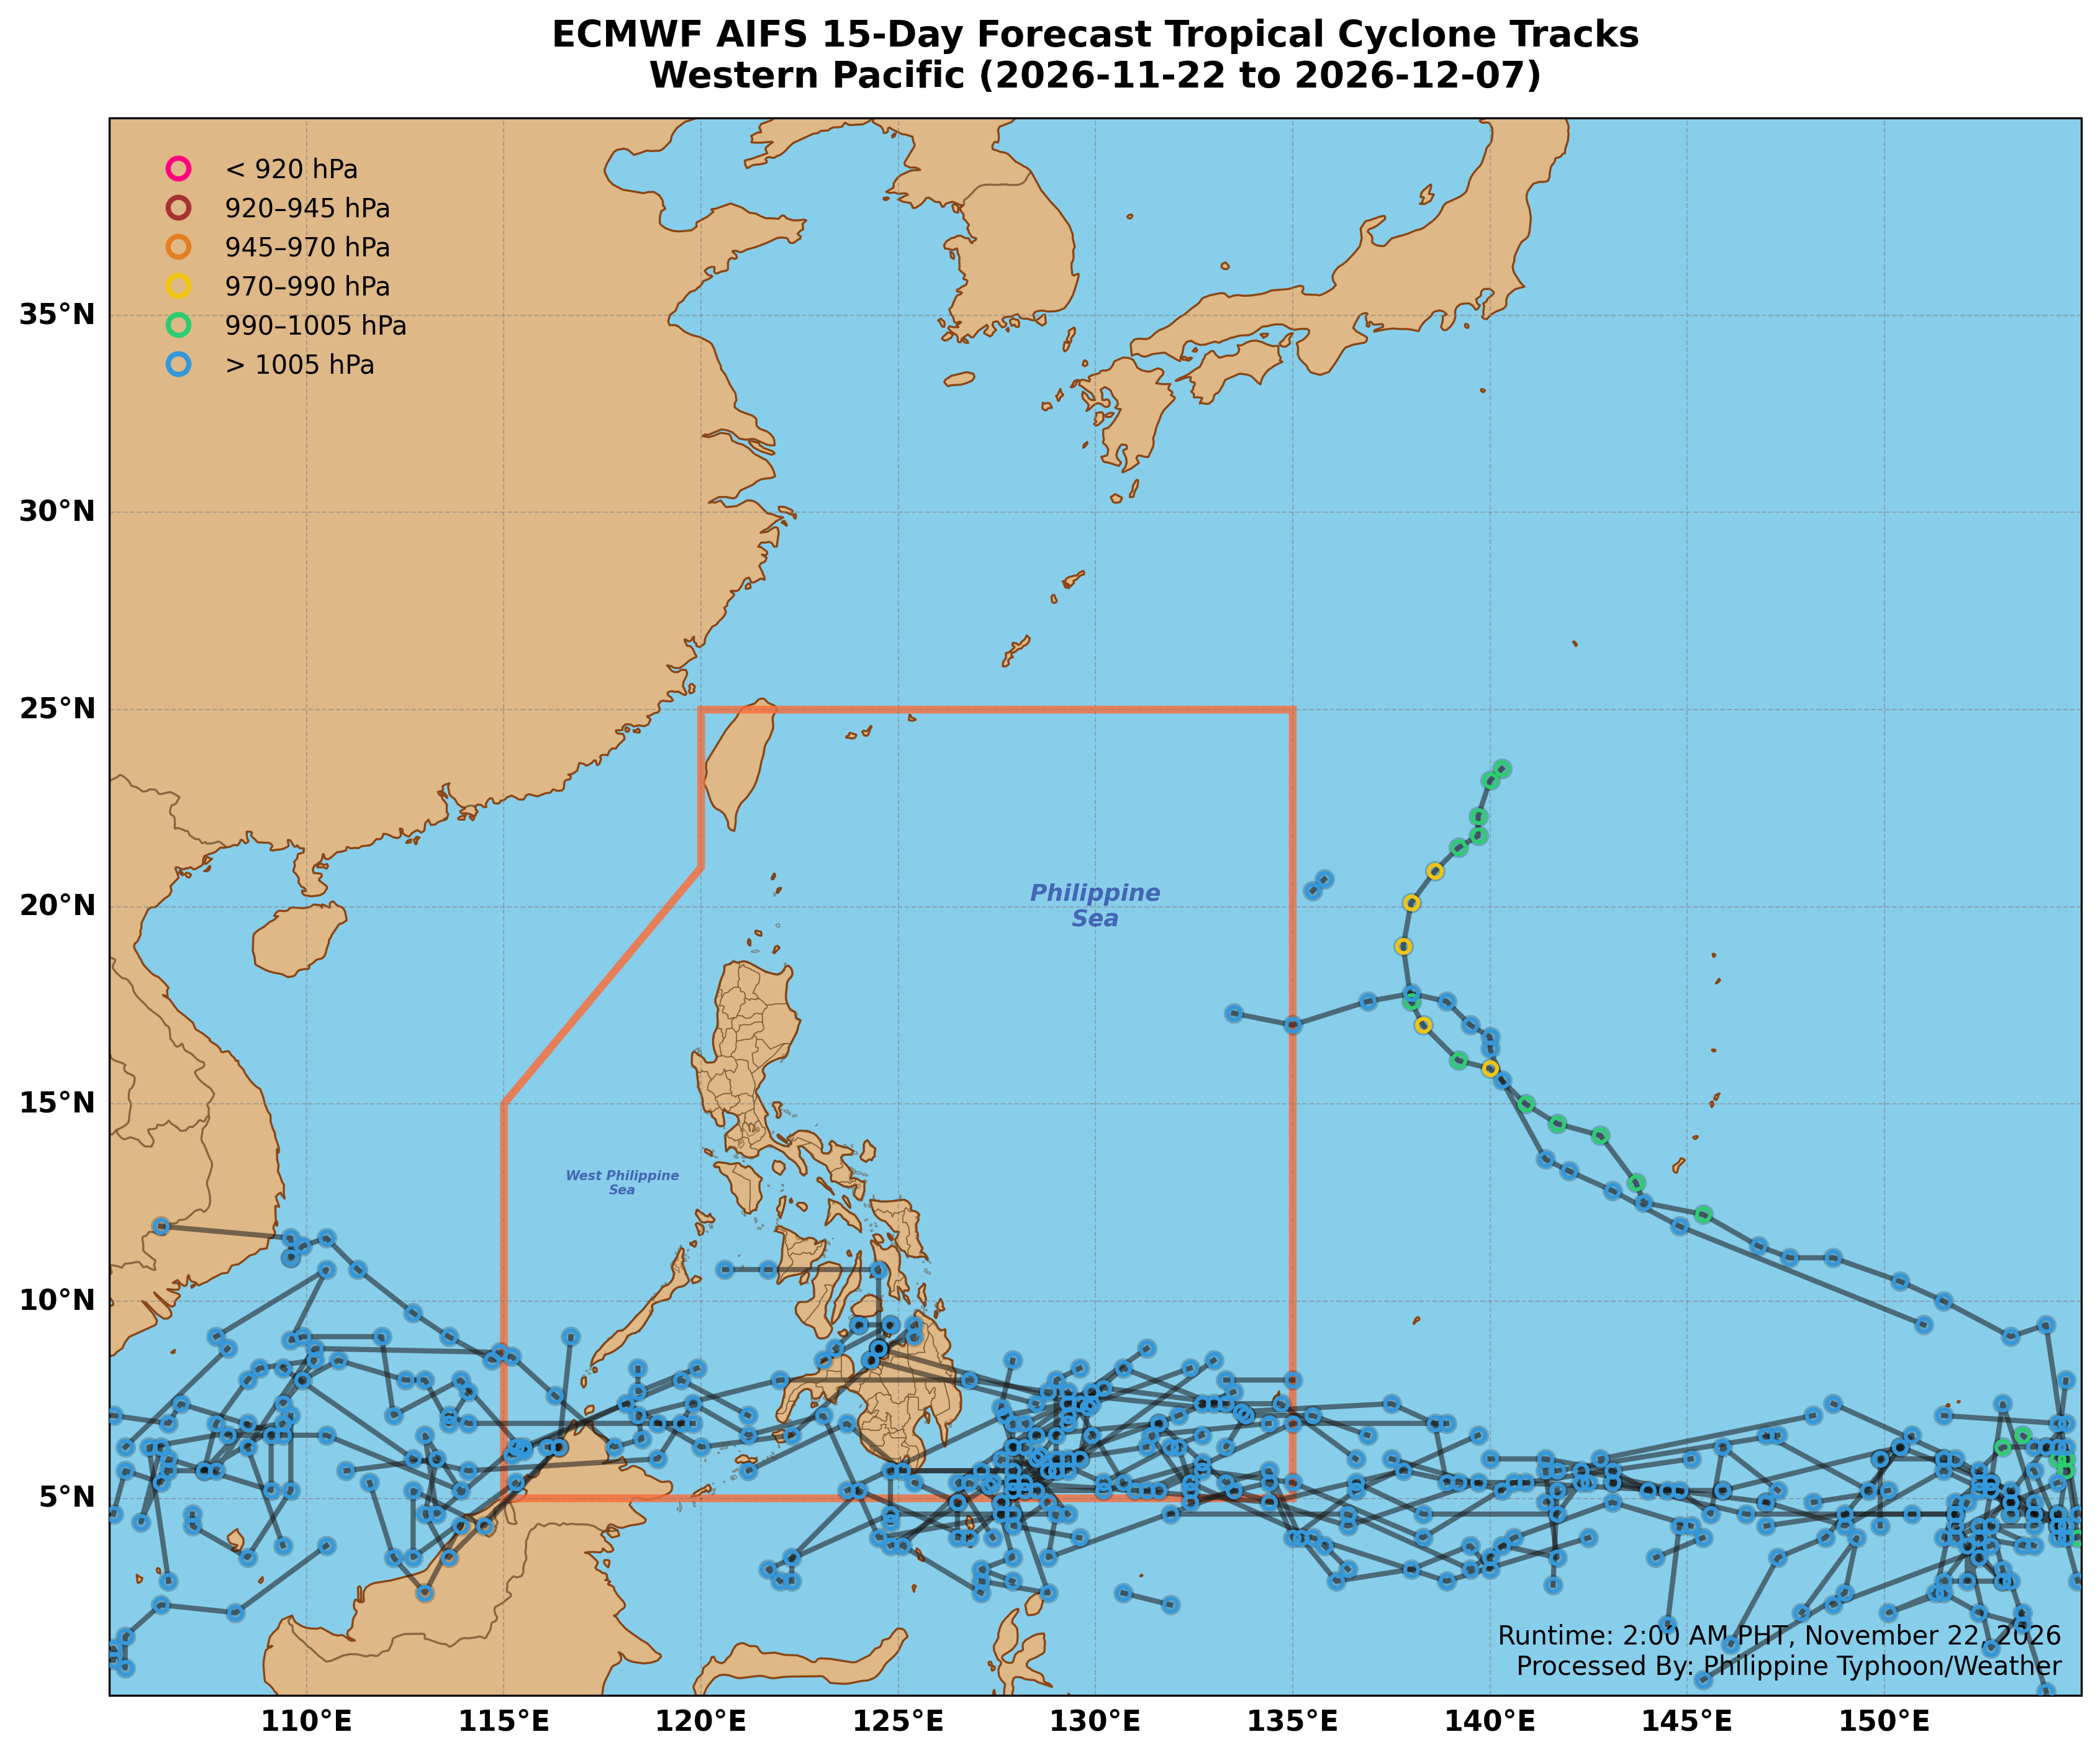 ECMWF AIFS 15-Day Forecast Tropical Cyclone Tracks
Western Pacific (2026-11-22 to 2026-12-07)
< 920 hPa
920–945 hPa
945–970 hPa
970–990 hPa
990–1005 hPa
> 1005 hPa
35°N
30°N
25°N
20°N
15°N
10°N
5°N
Philippine
Sea
West Philippine
Sea
Runtime: 2:00 AM PHT, November 22, 2026
Processed By: Philippine Typhoon/Weather
110°E 115°E 120°E 125°E 130°E 135°E 140°E 145°E 150°E